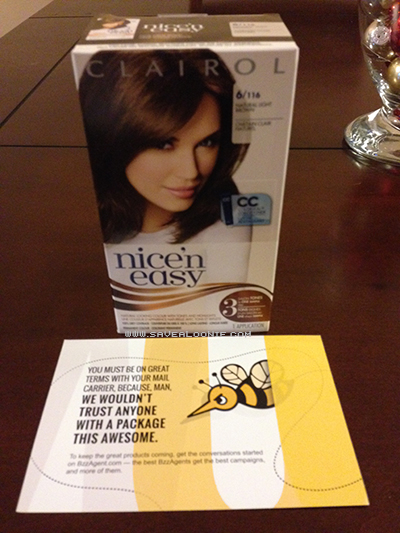 nice'n
easy
CLAIROL
6/116
NATURAL LIGHT
BROWN
CC
nice'n
easy
3
1 APPLICATION
WWW.SAVEALOONIE.COM
YOU MUST BE ON GREAT
TERMS WITH YOUR MAIL
CARRIER, BECAUSE, MAN,
WE WOULDN'T
TRUST ANYONE
WITH A PACKAGE
THIS AWESOME.
To keep the great products coming, get the conversations started
on BzzAgent.com — the best BzzAgents get the best campaigns,
and more of them.